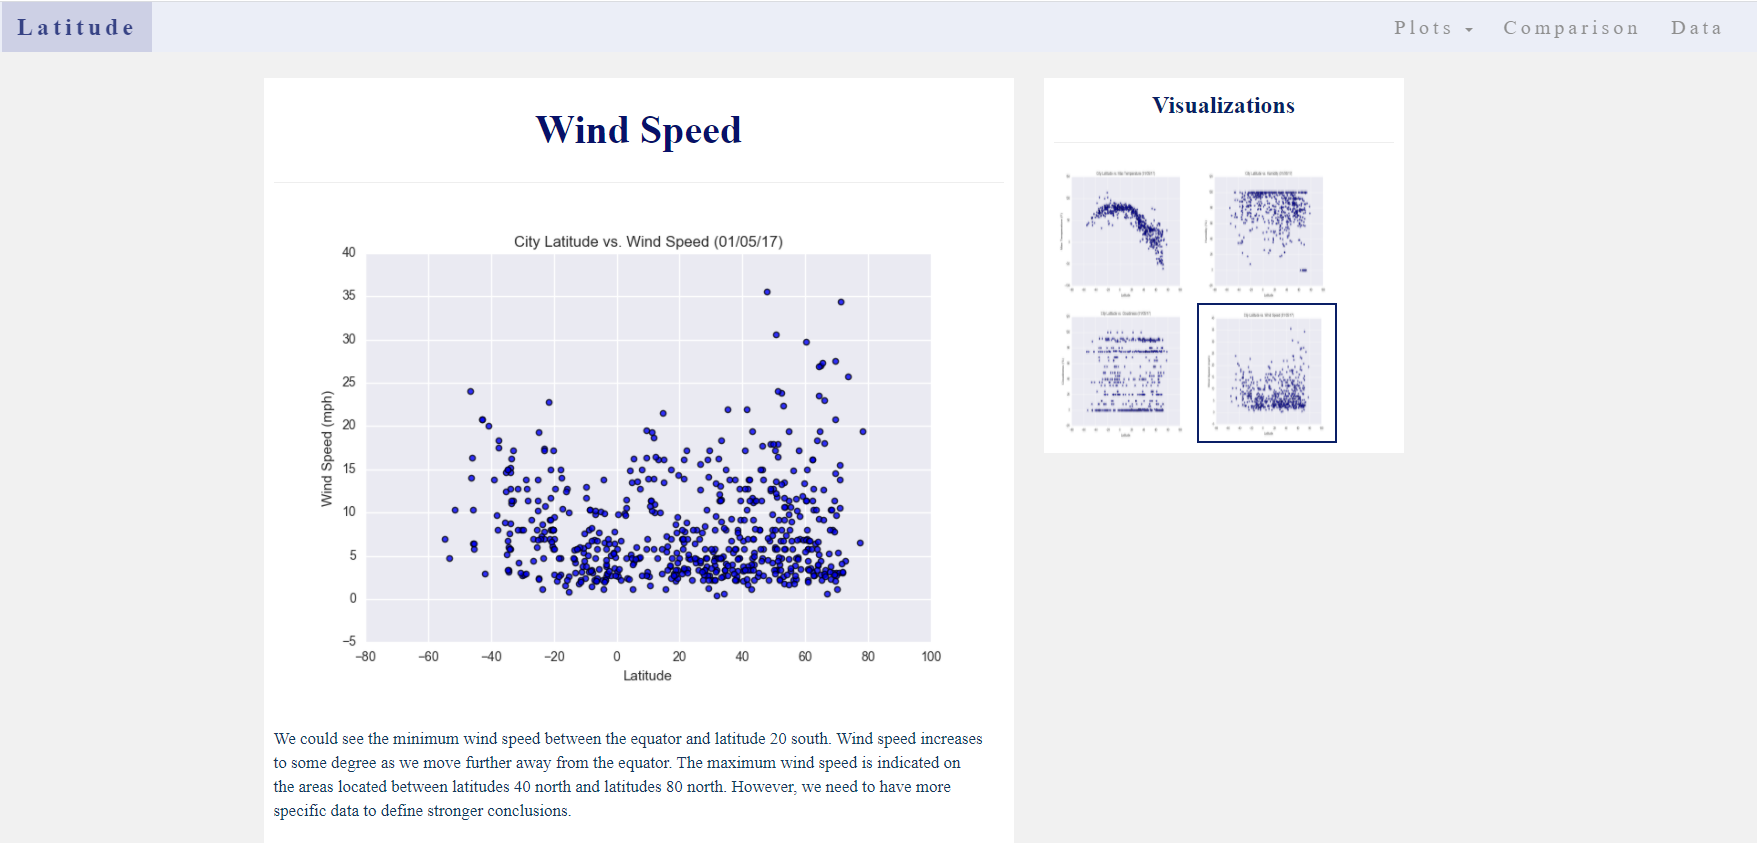 Latitude
Plots
Comparison
Data
Wind Speed
City Latitude vs. Wind Speed (01/05/17)
40
35
30
25
20
15
10
5
0
−5
Wind Speed (mph)
−80 −60 −40 −20 0 20 40 60 80 100
Latitude
We could see the minimum wind speed between the equator and latitude 20 south. Wind speed increases
to some degree as we move further away from the equator. The maximum wind speed is indicated on
the areas located between latitudes 40 north and latitudes 80 north. However, we need to have more
specific data to define stronger conclusions.
Visualizations